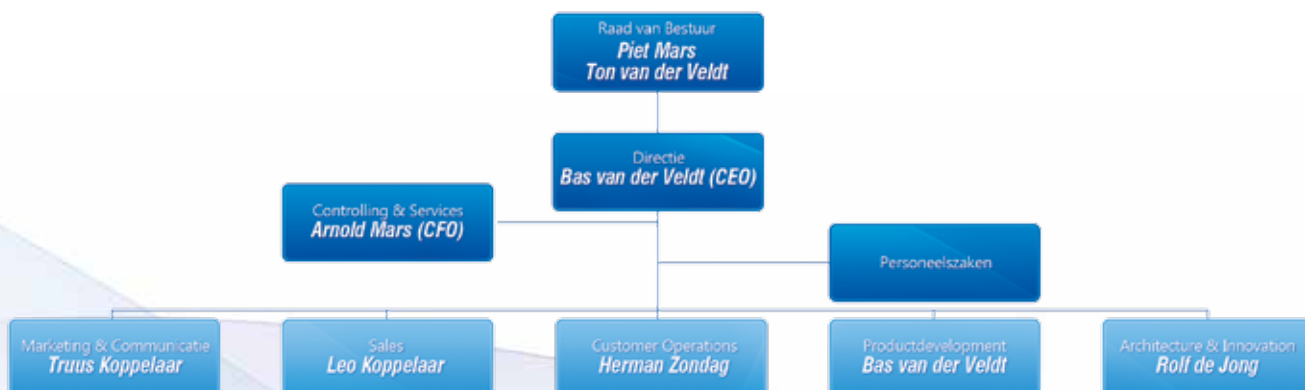 Raad van Bestuur
Piet Mars
Ton van der Veldt
Directie
Bas van der Veldt (CEO)
Controlling & Services
Arnold Mars (CFO)
Personeelszaken
Marketing & Communicatie
Truus Koppelaar
Sales
Leo Koppelaar
Customer Operations
Herman Zondag
Productdevelopment
Bas van der Veldt
Architecture & Innovation
Rolf de Jong